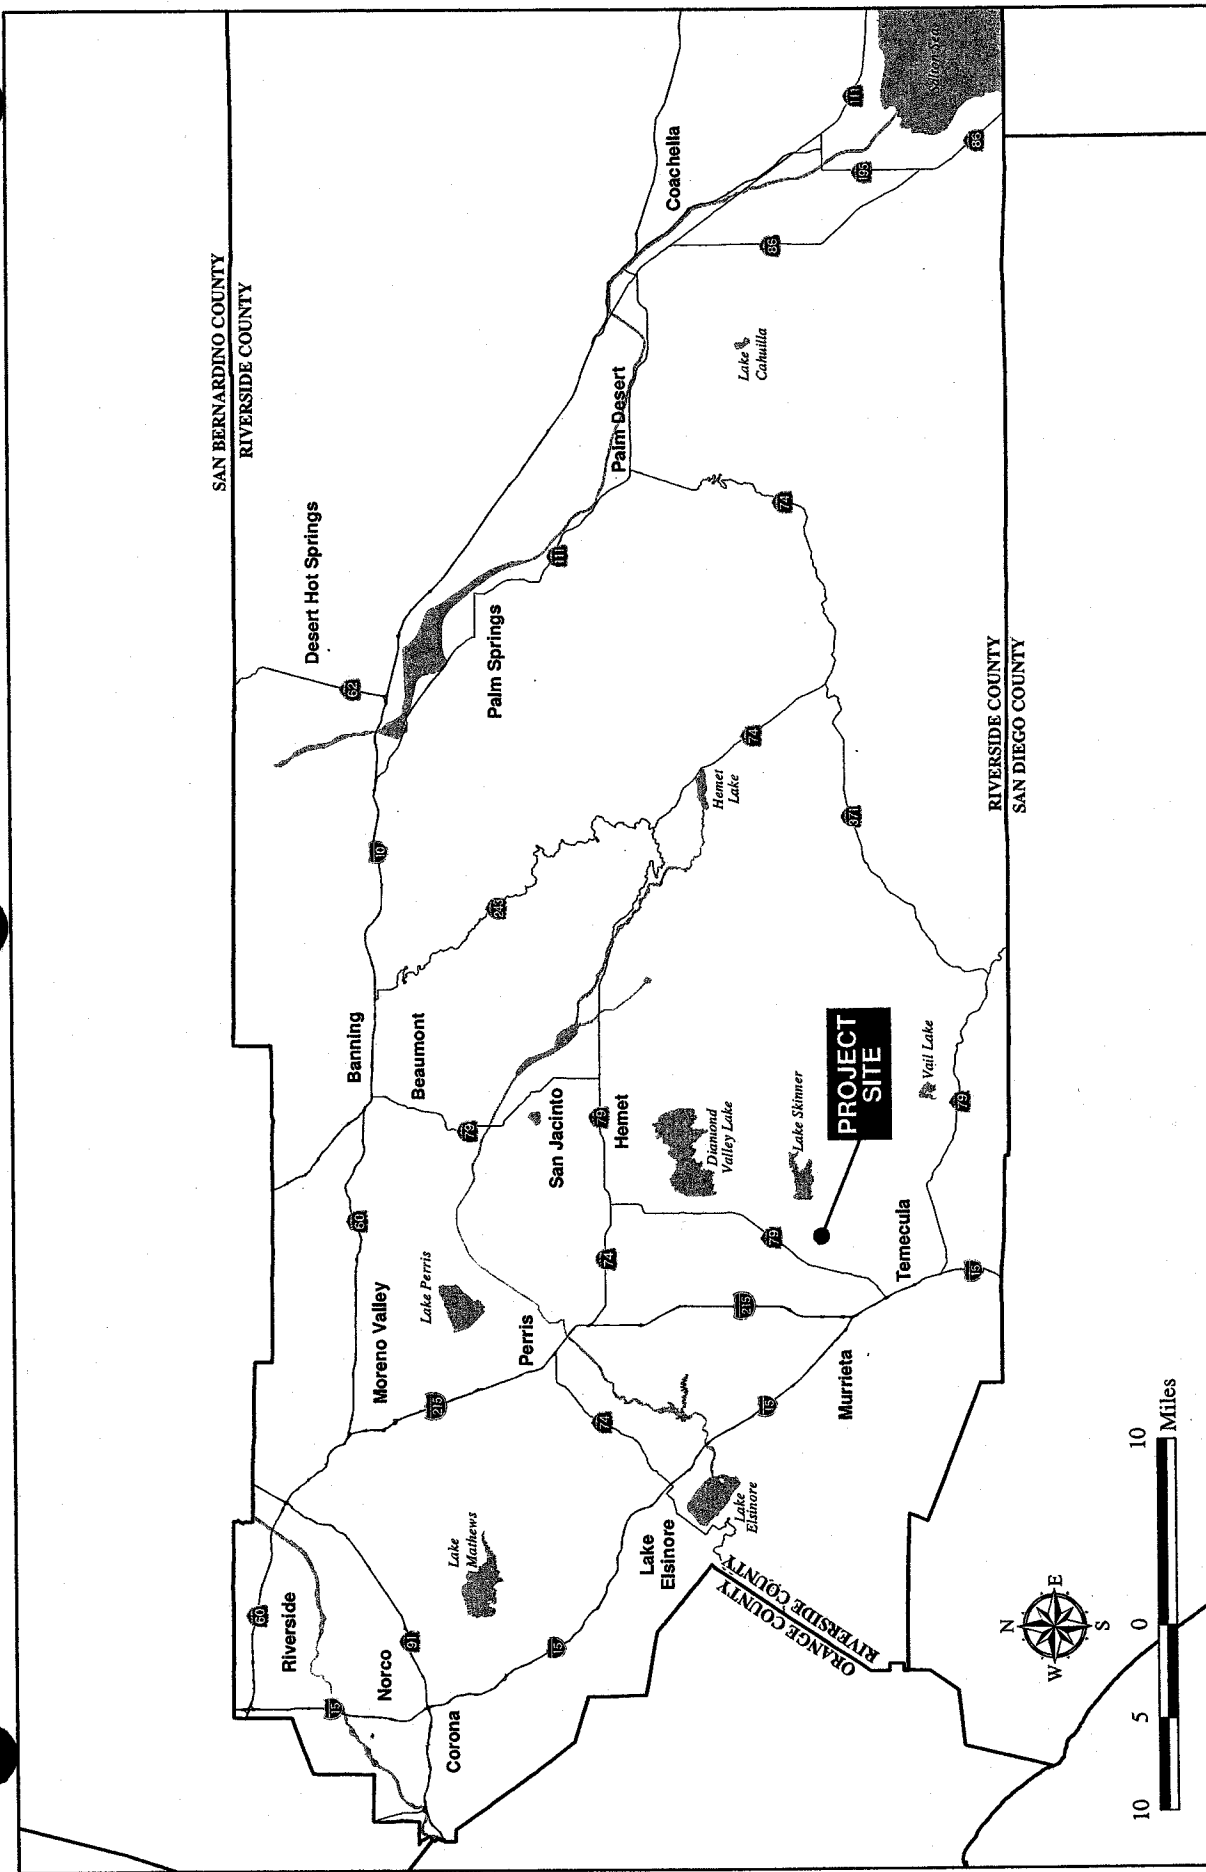 SAN BERNARDINO COUNTY
RIVERSIDE COUNTY
Desert Hot Springs
62
Riverside
60
Moreno Valley
60
Banning
10
Beaumont
Norco
91
15
Corona
215
Lake Perris
79
243
Palm Springs
111
Coachella
Lake
Mathews
15
Perris
San Jacinto
Palm Desert
Lake
Elsinore
74
74
Hemet
79
Diamond
Valley Lake
Hemet
Lake
74
74
Lake
Cahuilla
86
111
195
86
Salton Sea
ORANGE COUNTY
RIVERSIDE COUNTY
Lake
Elsinore
15
215
79
Lake Skinner
PROJECT
SITE
371
Murrieta
Temecula
Vail Lake
79
15
RIVERSIDE COUNTY
SAN DIEGO COUNTY
N
W
E
S
10
5
0
10
Miles